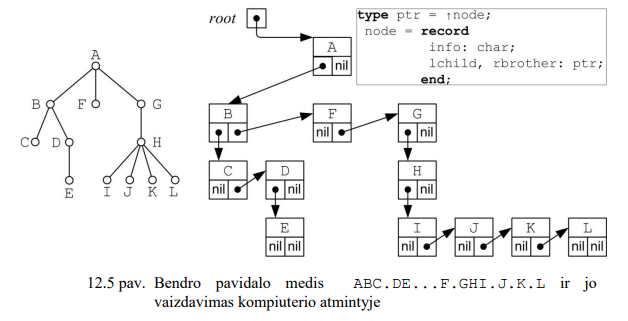 root
type ptr = ↑node;
node = record
info: char;
lchild, rbrother: ptr;
end;
A
B F G
C D H
E I J K L
A
nil
B F G
nil nil
C D H
nil nil nil
E I J K L
nil nil nil nil nil nil nil
12.5 pav. Bendro pavidalo medis ABC.DE...F.GHI.J.K.L ir jo
vaizdavimas kompiuterio atmintyje